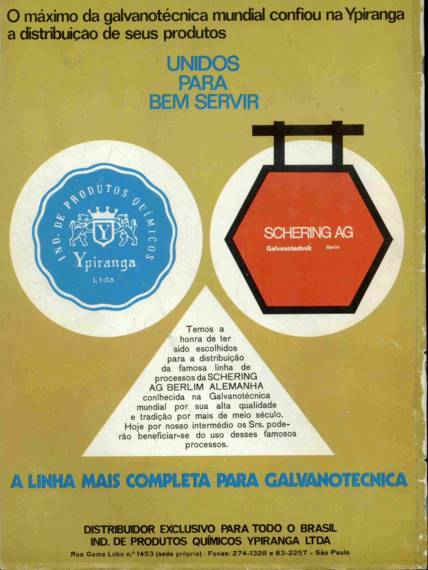 O máximo da galvanotécnica mundial confiou na Ypiranga
a distribuição de seus produtos
UNIDOS
PARA
BEM SERVIR
IND. DE PRODUTOS QUÍMICOS
Y
Ypiranga
Ltda.
SCHERING AG
Galvanotechnik Berlin
Temos a
honra de ter
sido escolhidos
para a distribuição
da famosa linha de
processos da SCHERING
AG BERLIM ALEMANHA
conhecida na Galvanotécnica
mundial por sua alta qualidade
e tradição por mais de meio século.
Hoje por nosso intermédio os Srs. pode-
rão beneficiar-se do uso desses famosos
processos.
A LINHA MAIS COMPLETA PARA GALVANOTECNICA
DISTRIBUIDOR EXCLUSIVO PARA TODO O BRASIL
IND. DE PRODUTOS QUÍMICOS YPIRANGA LTDA
Rua Gama Lobo n.º 1453 (sede própria) - Fones: 274-1328 e 63-2257 - São Paulo